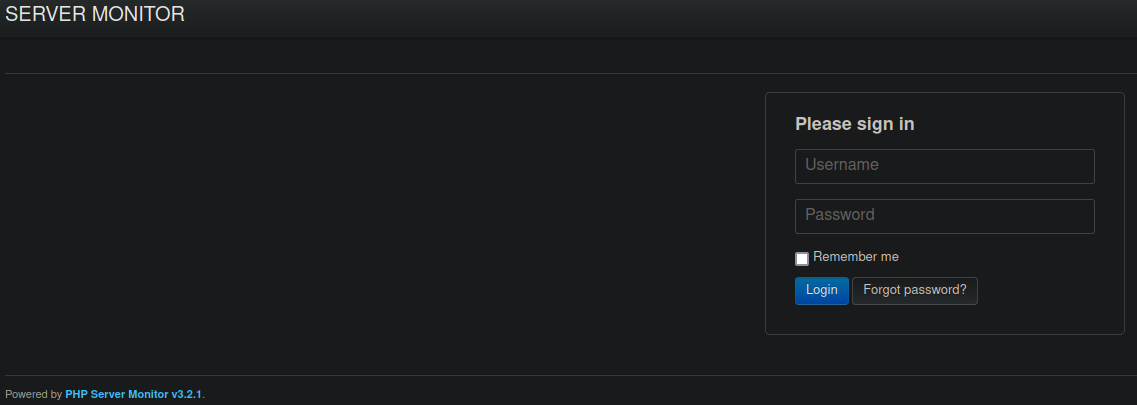 SERVER MONITOR
Please sign in
Username
Password
Remember me
Login Forgot password?
Powered by PHP Server Monitor v3.2.1.